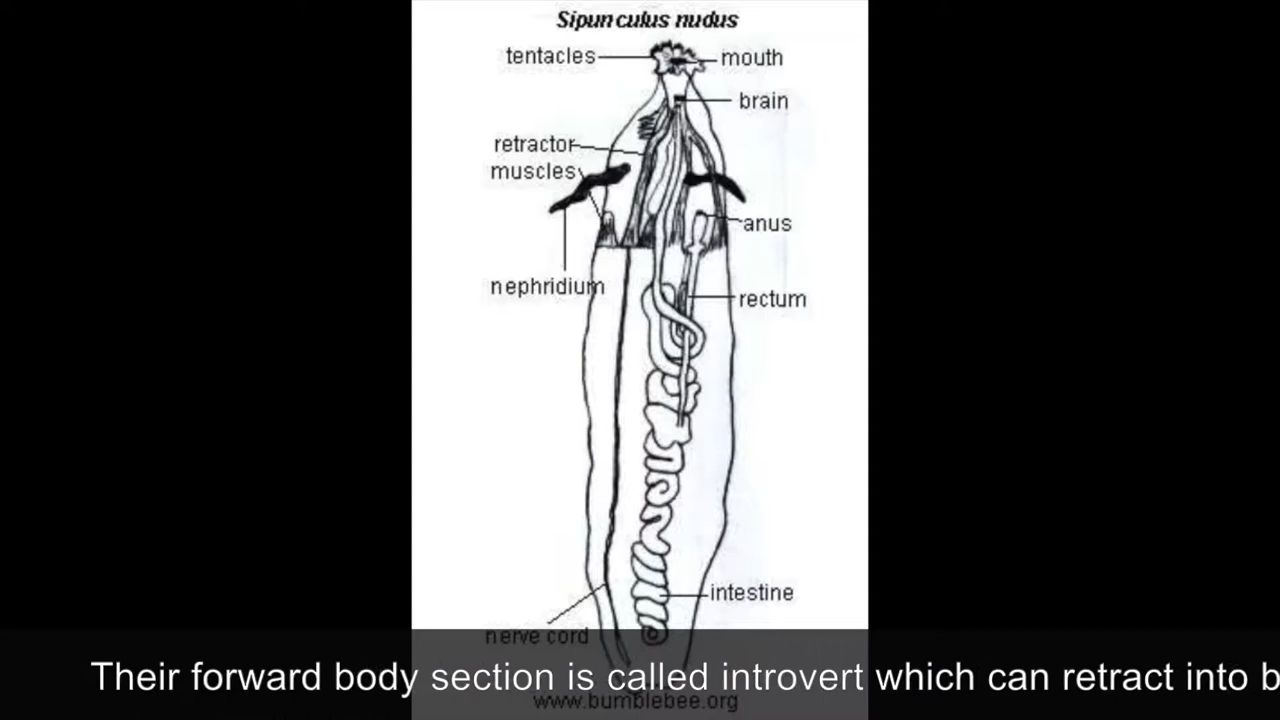 Sipunculus nudus
tentacles
mouth
brain
retractor
muscles
anus
nephridium
rectum
intestine
nerve cord
Their forward body section is called introvert which can retract into b
www.bumblebee.org